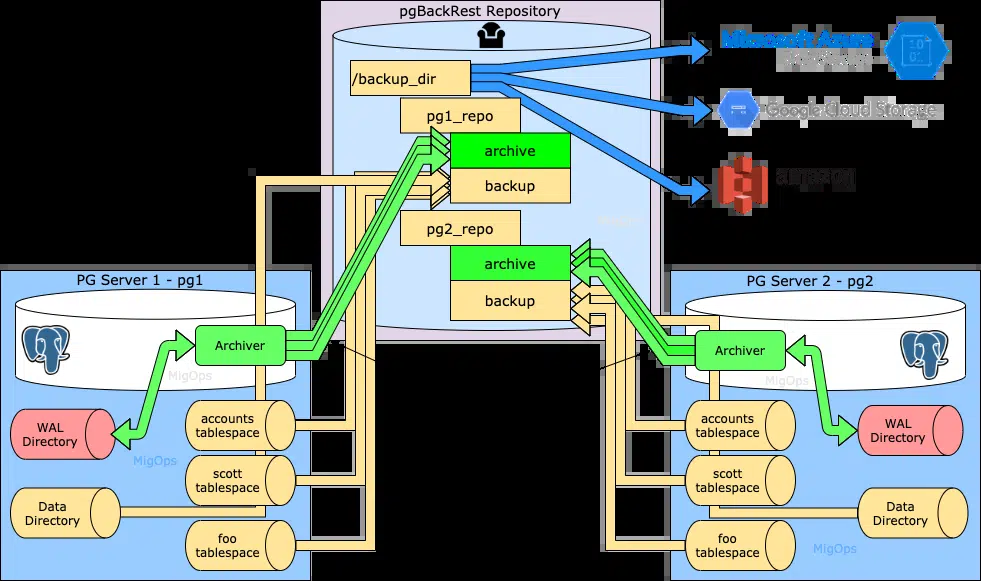 pgBackRest Repository
/backup_dir
Microsoft Azure
Google Cloud Storage
pg1_repo
archive
backup
amazon
pg2_repo
archive
backup
MigOps
PG Server 1 - pg1
Archiver
MigOps
WAL
Directory
accounts
tablespace
MigOps
scott
tablespace
Data
Directory
foo
tablespace
PG Server 2 - pg2
Archiver
MigOps
accounts
tablespace
WAL
Directory
scott
tablespace
Data
Directory
foo
tablespace
MigOps